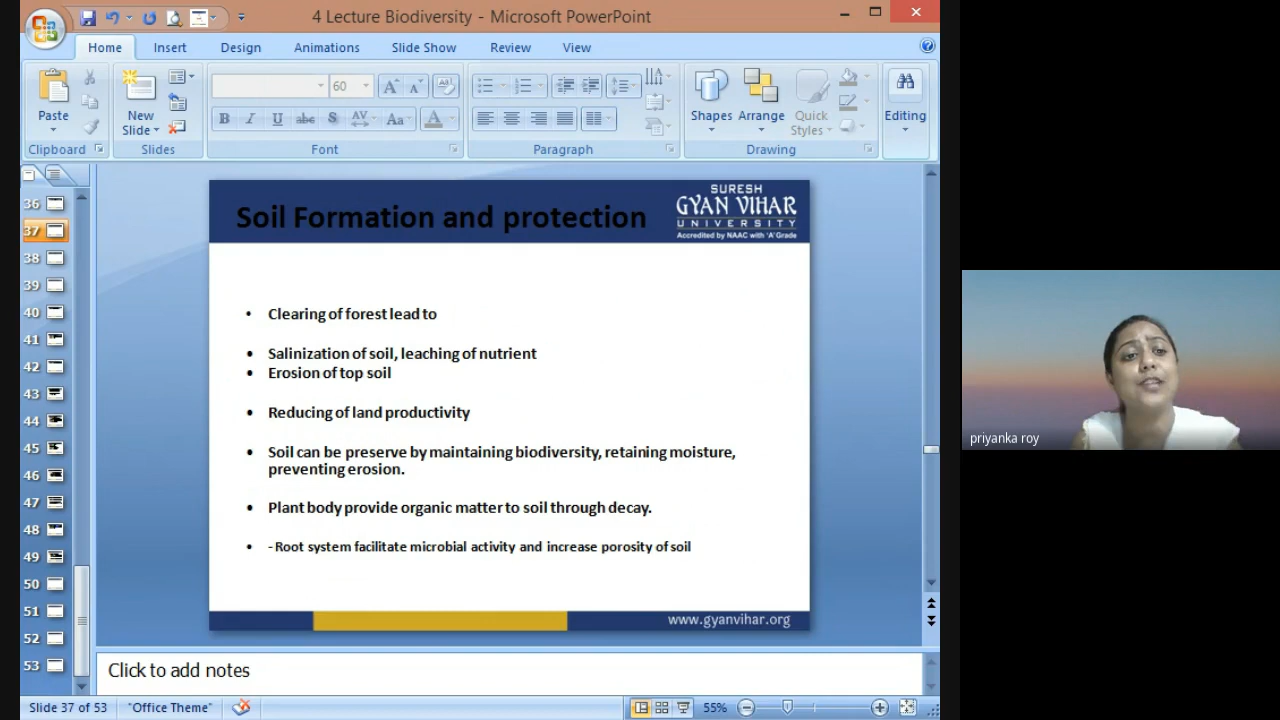 4 Lecture Biodiversity - Microsoft PowerPoint
Home Insert Design Animations Slide Show Review View
60
Paste
New
Slide
B I U abc S AV Aa A
Shapes Arrange Quick
Styles
Editing
Clipboard Slides Font Paragraph Drawing
36
37
38
39
40
41
42
43
44
45
46
47
48
49
50
51
52
53
Soil Formation and protection
SURESH
GYAN VIHAR
UNIVERSITY
Accredited by NAAC with 'A' Grade
• Clearing of forest lead to
• Salinization of soil, leaching of nutrient
• Erosion of top soil
• Reducing of land productivity
• Soil can be preserve by maintaining biodiversity, retaining moisture,
preventing erosion.
• Plant body provide organic matter to soil through decay.
• - Root system facilitate microbial activity and increase porosity of soil
www.gyanvihar.org
priyanka roy
Click to add notes
Slide 37 of 53 "Office Theme" 55%